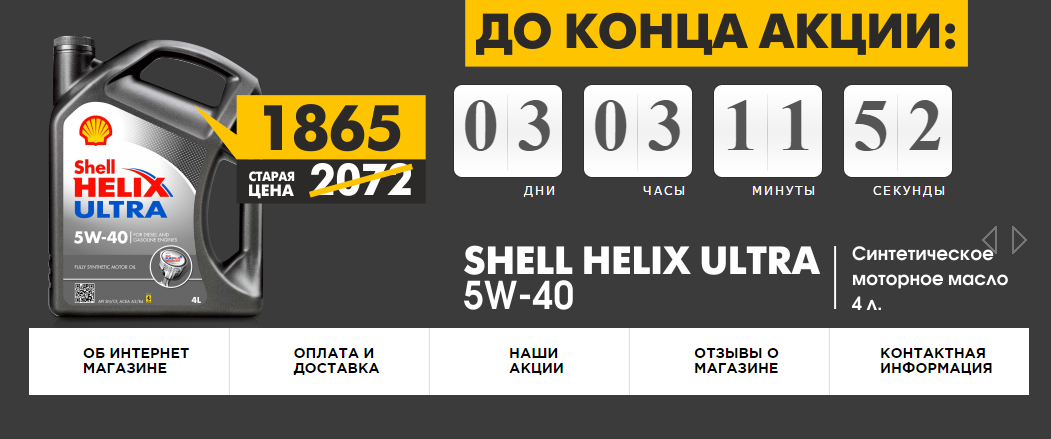 ДО КОНЦА АКЦИИ:
1865
СТАРАЯ
ЦЕНА
2072
03 03 11 52
ДНИ ЧАСЫ МИНУТЫ СЕКУНДЫ
Shell
HELIX
ULTRA
5W-40
FOR DIESEL AND
GASOLINE ENGINES
FULLY SYNTHETIC MOTOR OIL
4L
SHELL HELIX ULTRA
5W-40
Синтетическое
моторное масло
4 л.
ОБ ИНТЕРНЕТ
МАГАЗИНЕ
ОПЛАТА И
ДОСТАВКА
НАШИ
АКЦИИ
ОТЗЫВЫ О
МАГАЗИНЕ
КОНТАКТНАЯ
ИНФОРМАЦИЯ